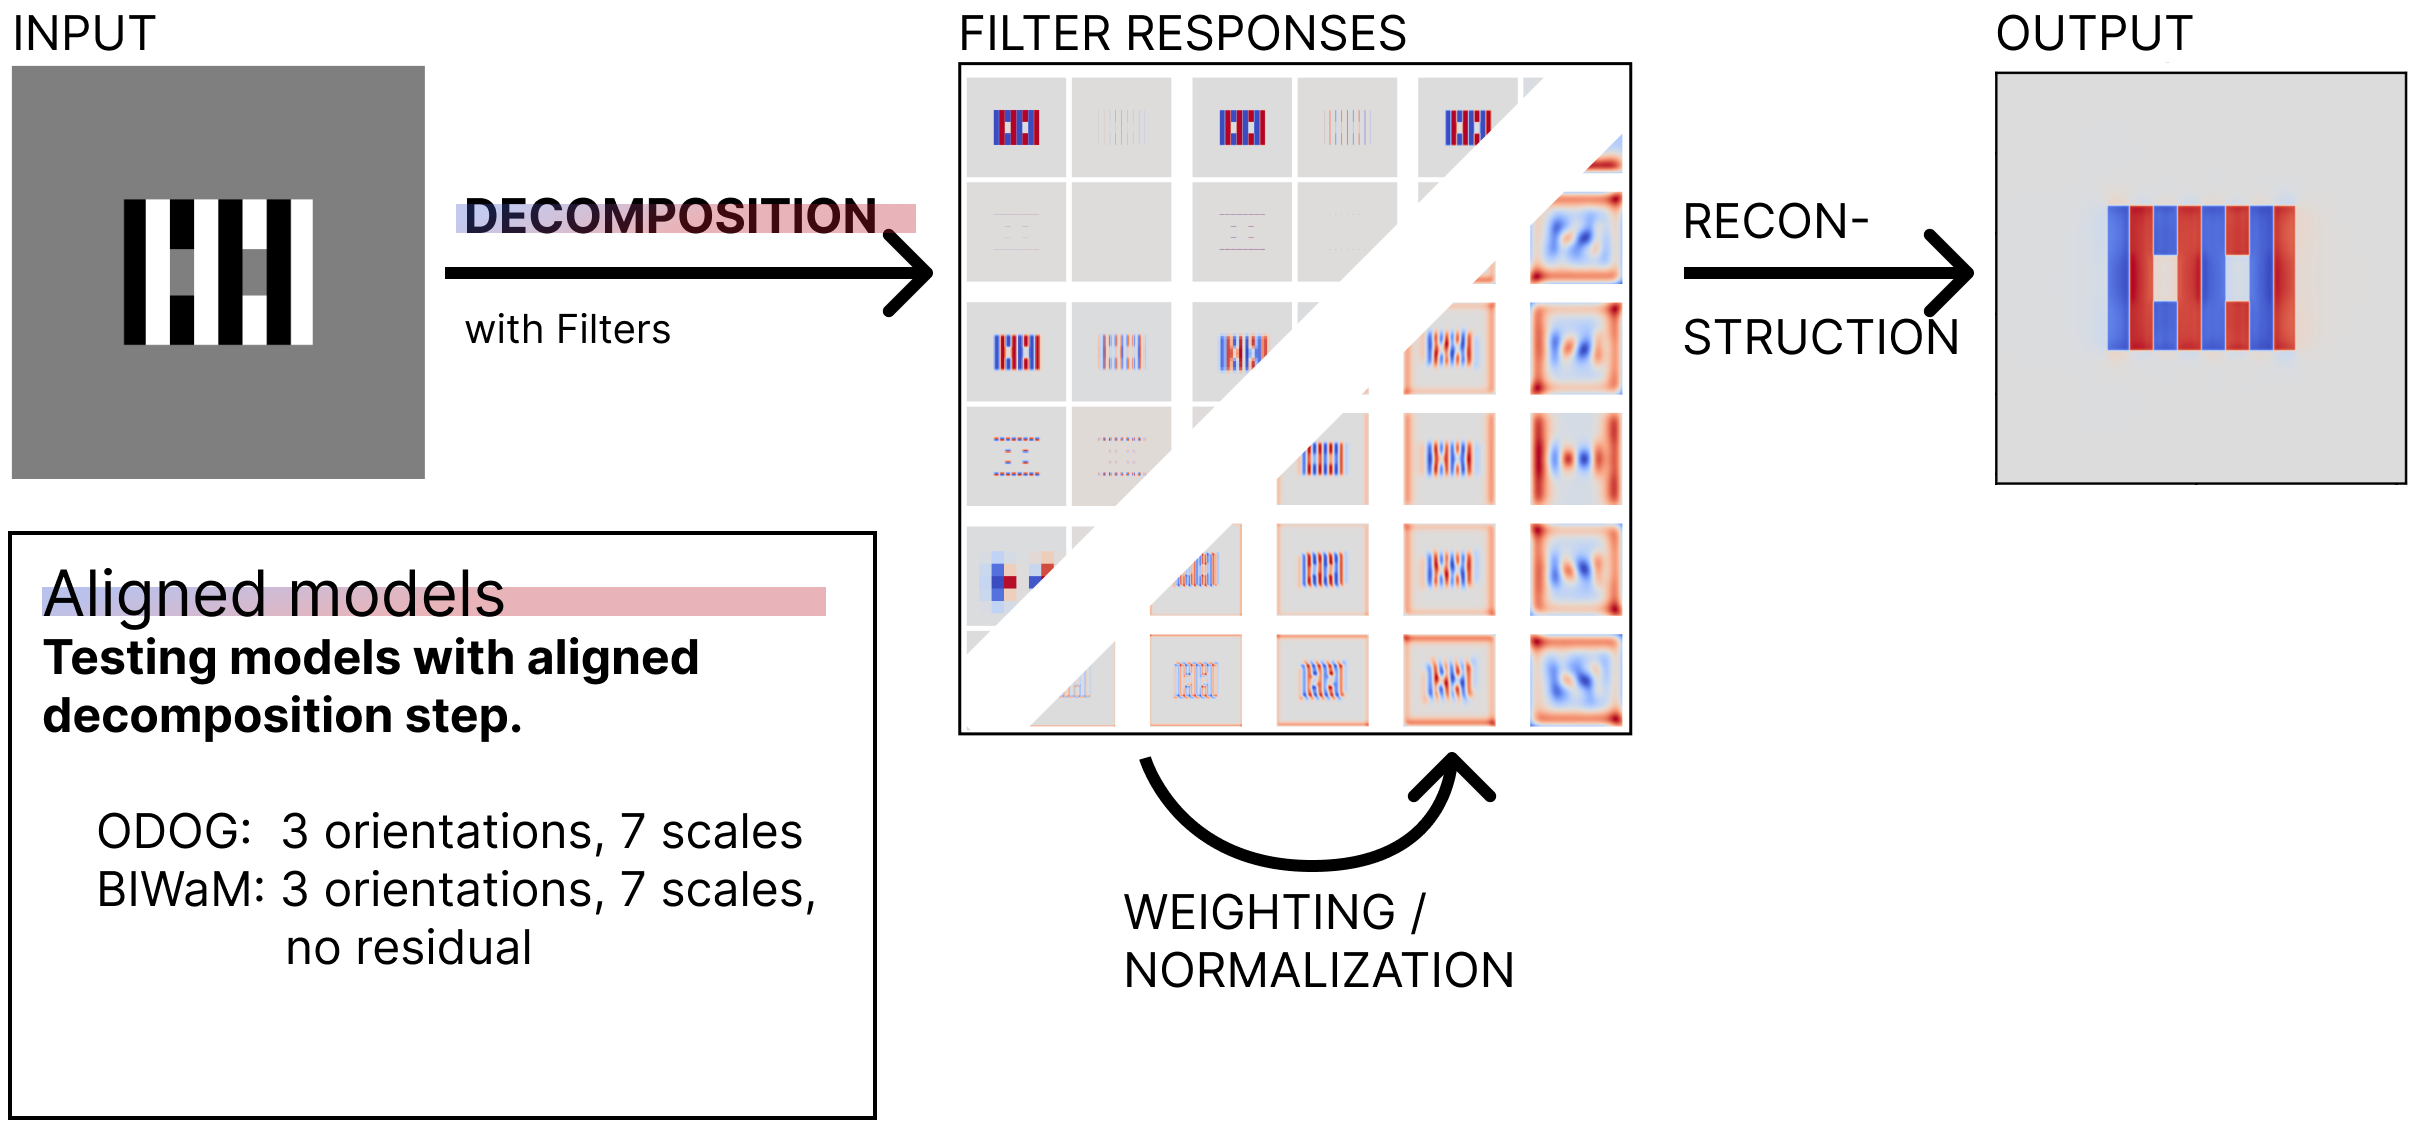 INPUT
DECOMPOSITION
with Filters
FILTER RESPONSES
WEIGHTING /
NORMALIZATION
RECON-
STRUCTION
OUTPUT
Aligned models
Testing models with aligned
decomposition step.
ODOG: 3 orientations, 7 scales
BIWaM: 3 orientations, 7 scales,
no residual